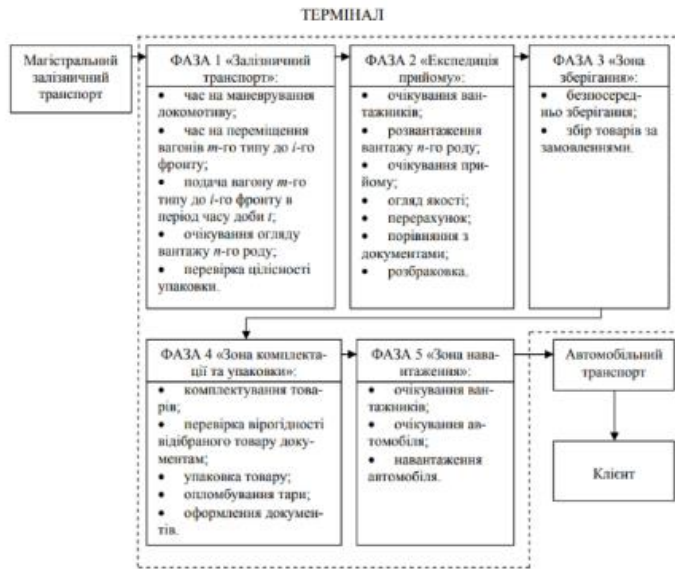 ТЕРМІНАЛ
Магістральний
залізничний
транспорт
ФАЗА 1 «Залізничний
транспорт»:
• час на маневрування
локомотиву;
• час на переміщення
вагонів m-го типу до i-го
фронту;
• подача вагону m-го
типу до i-го фронту в
період часу доби t;
• очікування огляду
вантажу n-го роду;
• перевірка цілісності
упаковки.
ФАЗА 2 «Експедиція
прийому»:
• очікування ван-
тажників;
• розвантаження
вантажу n-го роду;
• очікування при-
йому;
• огляд якості;
• перерахунок;
• порівняння з
документами;
• розбраковка.
ФАЗА 3 «Зона
зберігання»:
• безпосеред-
ньо зберігання;
• збір товарів за
замовленнями.
ФАЗА 4 «Зона комплекта-
ції та упаковки»:
• комплектування това-
рів;
• перевірка вірогідності
відібраного товару доку-
ментам;
• упаковка товару;
• опломбування тари;
• оформлення докумен-
тів.
ФАЗА 5 «Зона нава-
нтаження»:
• очікування ван-
тажників;
• очікування ав-
томобіля;
• навантаження
автомобіля.
Автомобільний
транспорт
Клієнт